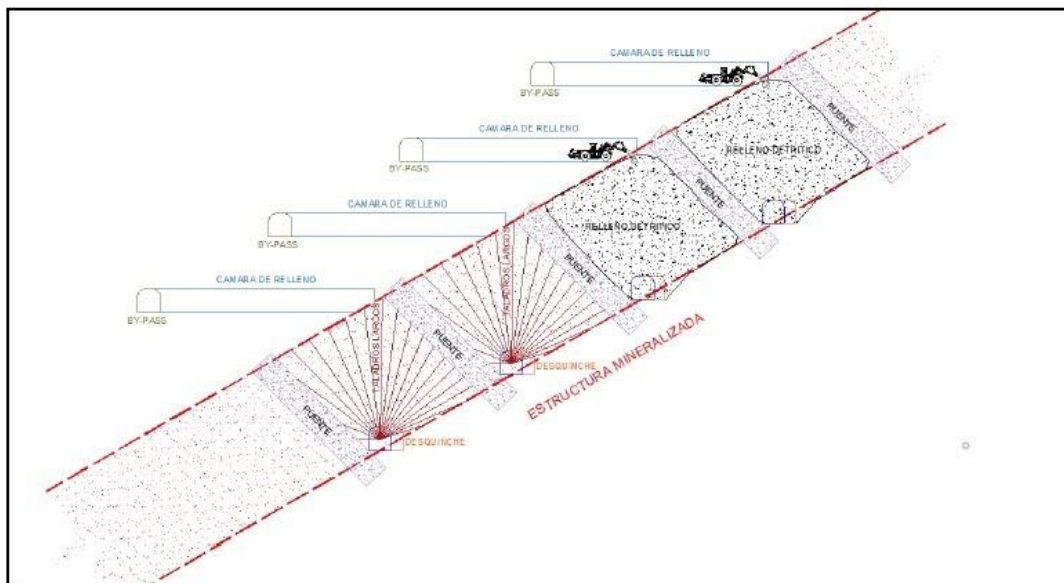 CAMARA DE RELLENO
BY-PASS
PUENTE
RELLENO DETRITICO
CAMARA DE RELLENO
BY-PASS
PUENTE
RELLENO DETRITICO
CAMARA DE RELLENO
BY-PASS
PUENTE
TALADROS LARGOS
CAMARA DE RELLENO
BY-PASS
PUENTE
TALADROS LARGOS
DESQUINCHE
ESTRUCTURA MINERALIZADA
PUENTE
DESQUINCHE